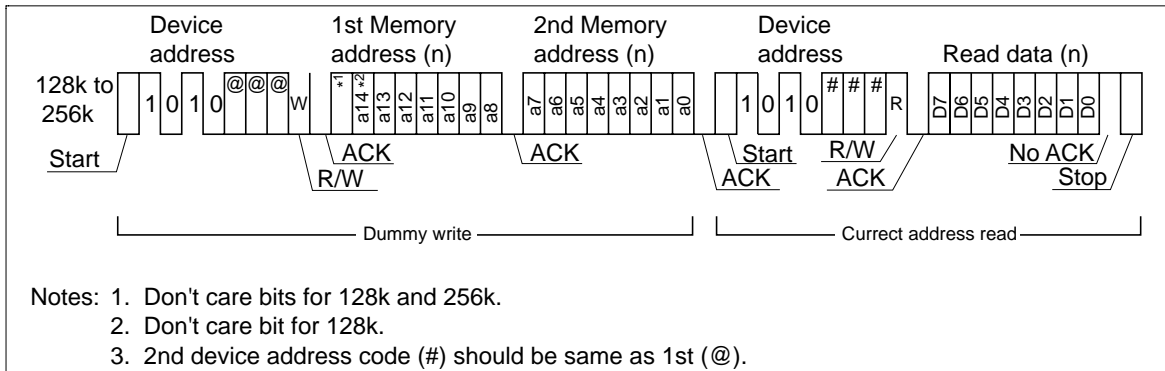 Device address
1st Memory address (n)
2nd Memory address (n)
Device address
Read data (n)
128k to 256k
1 0 1 0 @ @ @ W
*1 a14*2 a13 a12 a11 a10 a9 a8
a7 a6 a5 a4 a3 a2 a1 a0
1 0 1 0 # # # R
D7 D6 D5 D4 D3 D2 D1 D0
Start
R/W
ACK
ACK
ACK
Start
R/W
ACK
No ACK
Stop
Dummy write
Currect address read
Notes: 1. Don't care bits for 128k and 256k.
2. Don't care bit for 128k.
3. 2nd device address code (#) should be same as 1st (@).